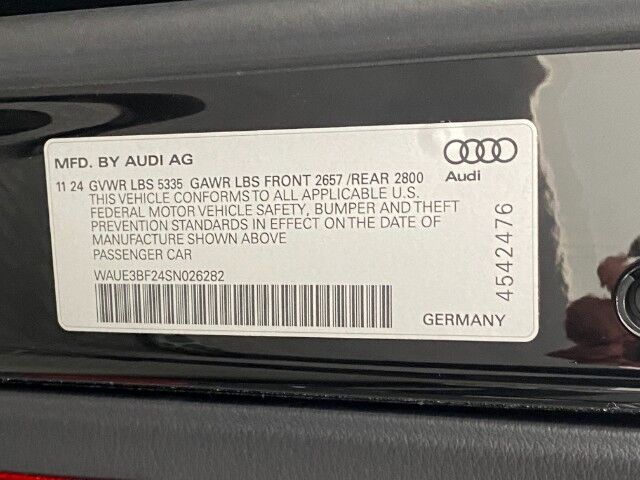 MFD. BY AUDI AG
Audi
11 24 GVWR LBS 5335 GAWR LBS FRONT 2657 /REAR 2800
THIS VEHICLE CONFORMS TO ALL APPLICABLE U.S.
FEDERAL MOTOR VEHICLE SAFETY, BUMPER AND THEFT
PREVENTION STANDARDS IN EFFECT ON THE DATE OF
MANUFACTURE SHOWN ABOVE
PASSENGER CAR
WAUE3BF24SN026282
4542476
GERMANY